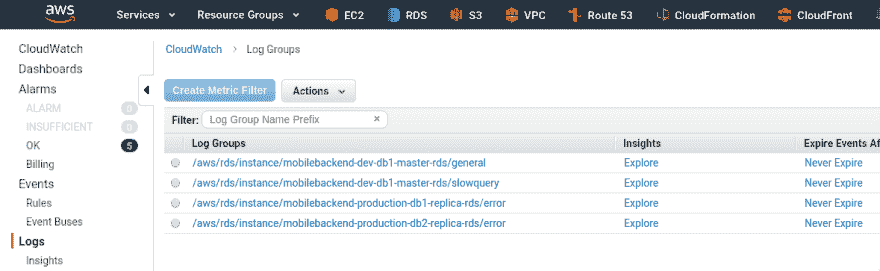 aws Services Resource Groups EC2 RDS S3 VPC Route 53 CloudFormation CloudFront
CloudWatch
Dashboards
Alarms
ALARM 0
INSUFFICIENT 0
OK 5
Billing
Events
Rules
Event Buses
Logs
Insights
CloudWatch > Log Groups
Create Metric Filter Actions
Filter: Log Group Name Prefix ×
Log Groups Insights Expire Events Af
/aws/rds/instance/mobilebackend-dev-db1-master-rds/general Explore Never Expire
/aws/rds/instance/mobilebackend-dev-db1-master-rds/slowquery Explore Never Expire
/aws/rds/instance/mobilebackend-production-db1-replica-rds/error Explore Never Expire
/aws/rds/instance/mobilebackend-production-db2-replica-rds/error Explore Never Expire